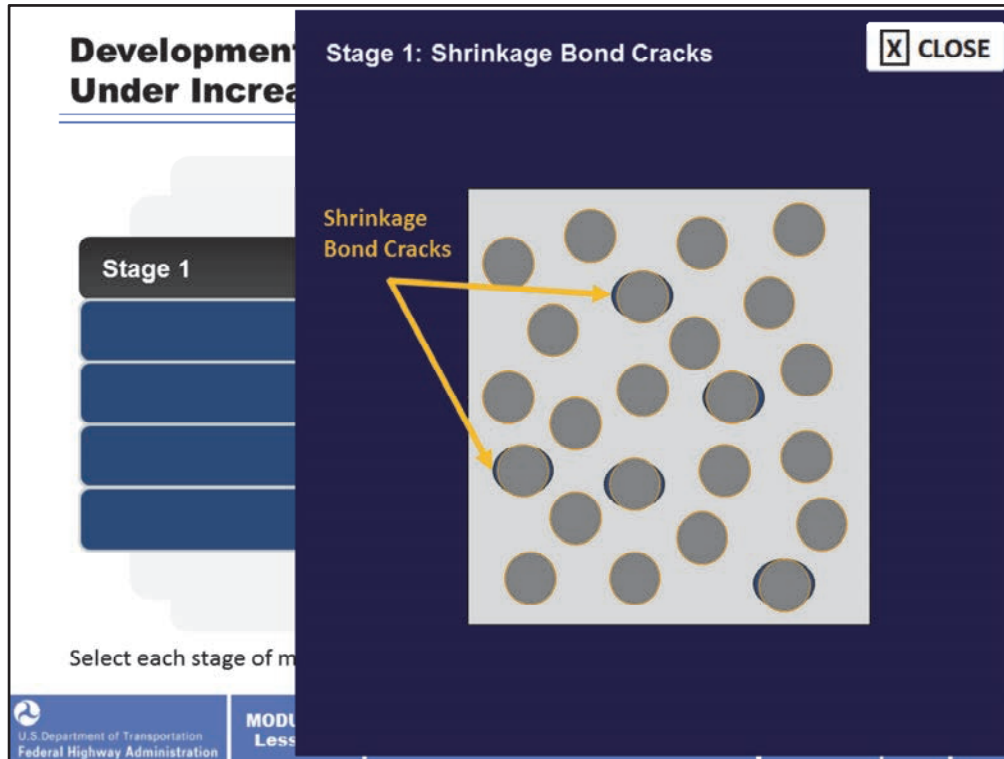 Development
Under Increa
Stage 1: Shrinkage Bond Cracks
X CLOSE
Shrinkage
Bond Cracks
Stage 1
Select each stage of m
U.S. Department of Transportation
Federal Highway Administration
MODU
Less